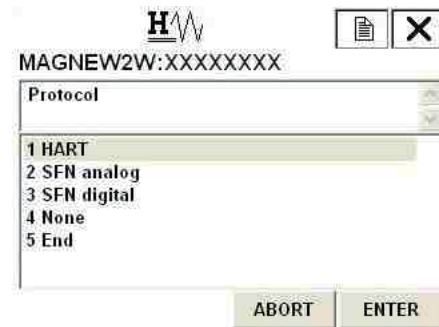 H
MAGNEW2W:XXXXXXXX
Protocol
1 HART
2 SFN analog
3 SFN digital
4 None
5 End
ABORT ENTER